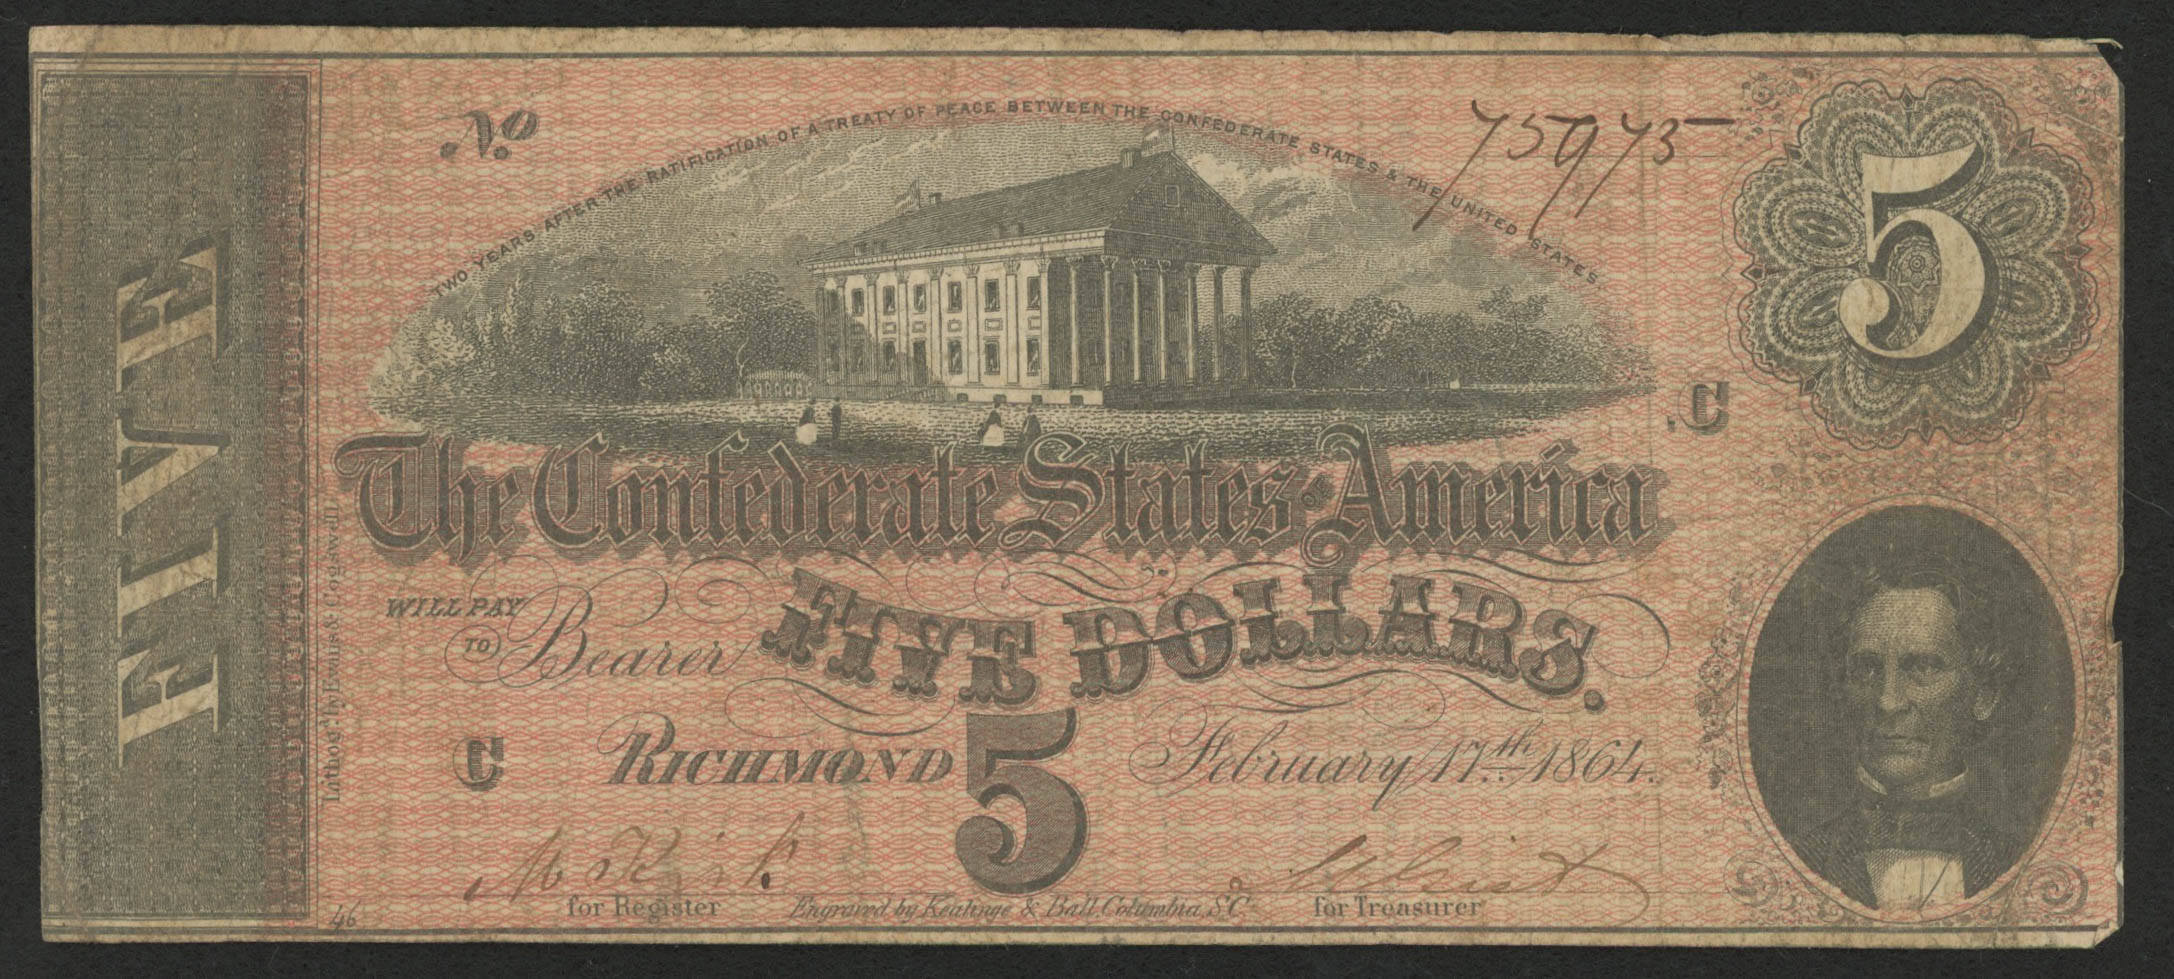 No 75973
TWO YEARS AFTER THE RATIFICATION OF A TREATY OF PEACE BETWEEN THE CONFEDERATE STATES & THE UNITED STATES.
5
FIVE
C
The Confederate States OF America
WILL PAY
TO Bearer FIVE DOLLARS.
C RICHMOND 5 February 17th. 1864.
M Kirk
for Register Engraved by Keatinge & Ball, Columbia, S.C. for Treasurer
46
Lithog'd by Evans & Cogswell